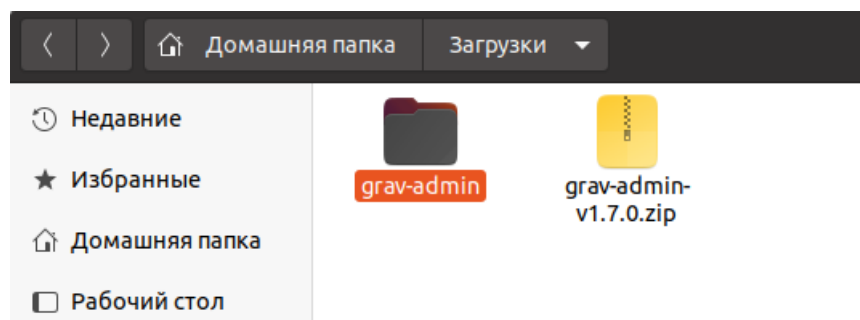 Домашняя папка Загрузки
Недавние
Избранные
Домашняя папка
Рабочий стол
grav-admin
grav-admin-
v1.7.0.zip